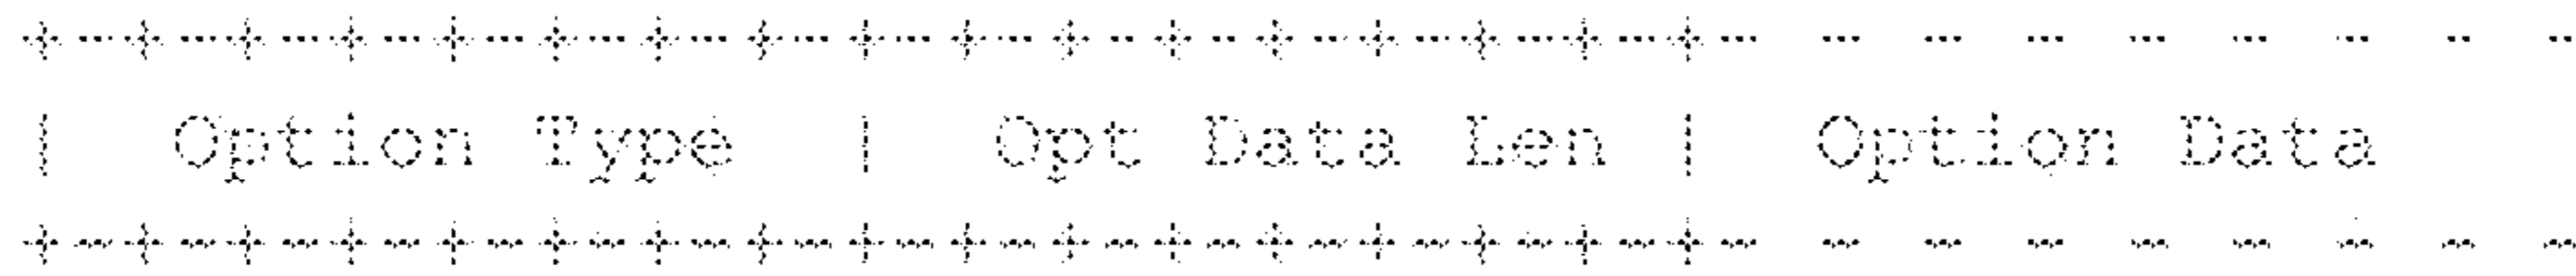 +-+-+-+-+-+-+-+-+-+-+-+-+-+-+-+-+- - - - - - - - -
|  Option Type  |  Opt Data Len |  Option Data
+-+-+-+-+-+-+-+-+-+-+-+-+-+-+-+-+- - - - - - - - -